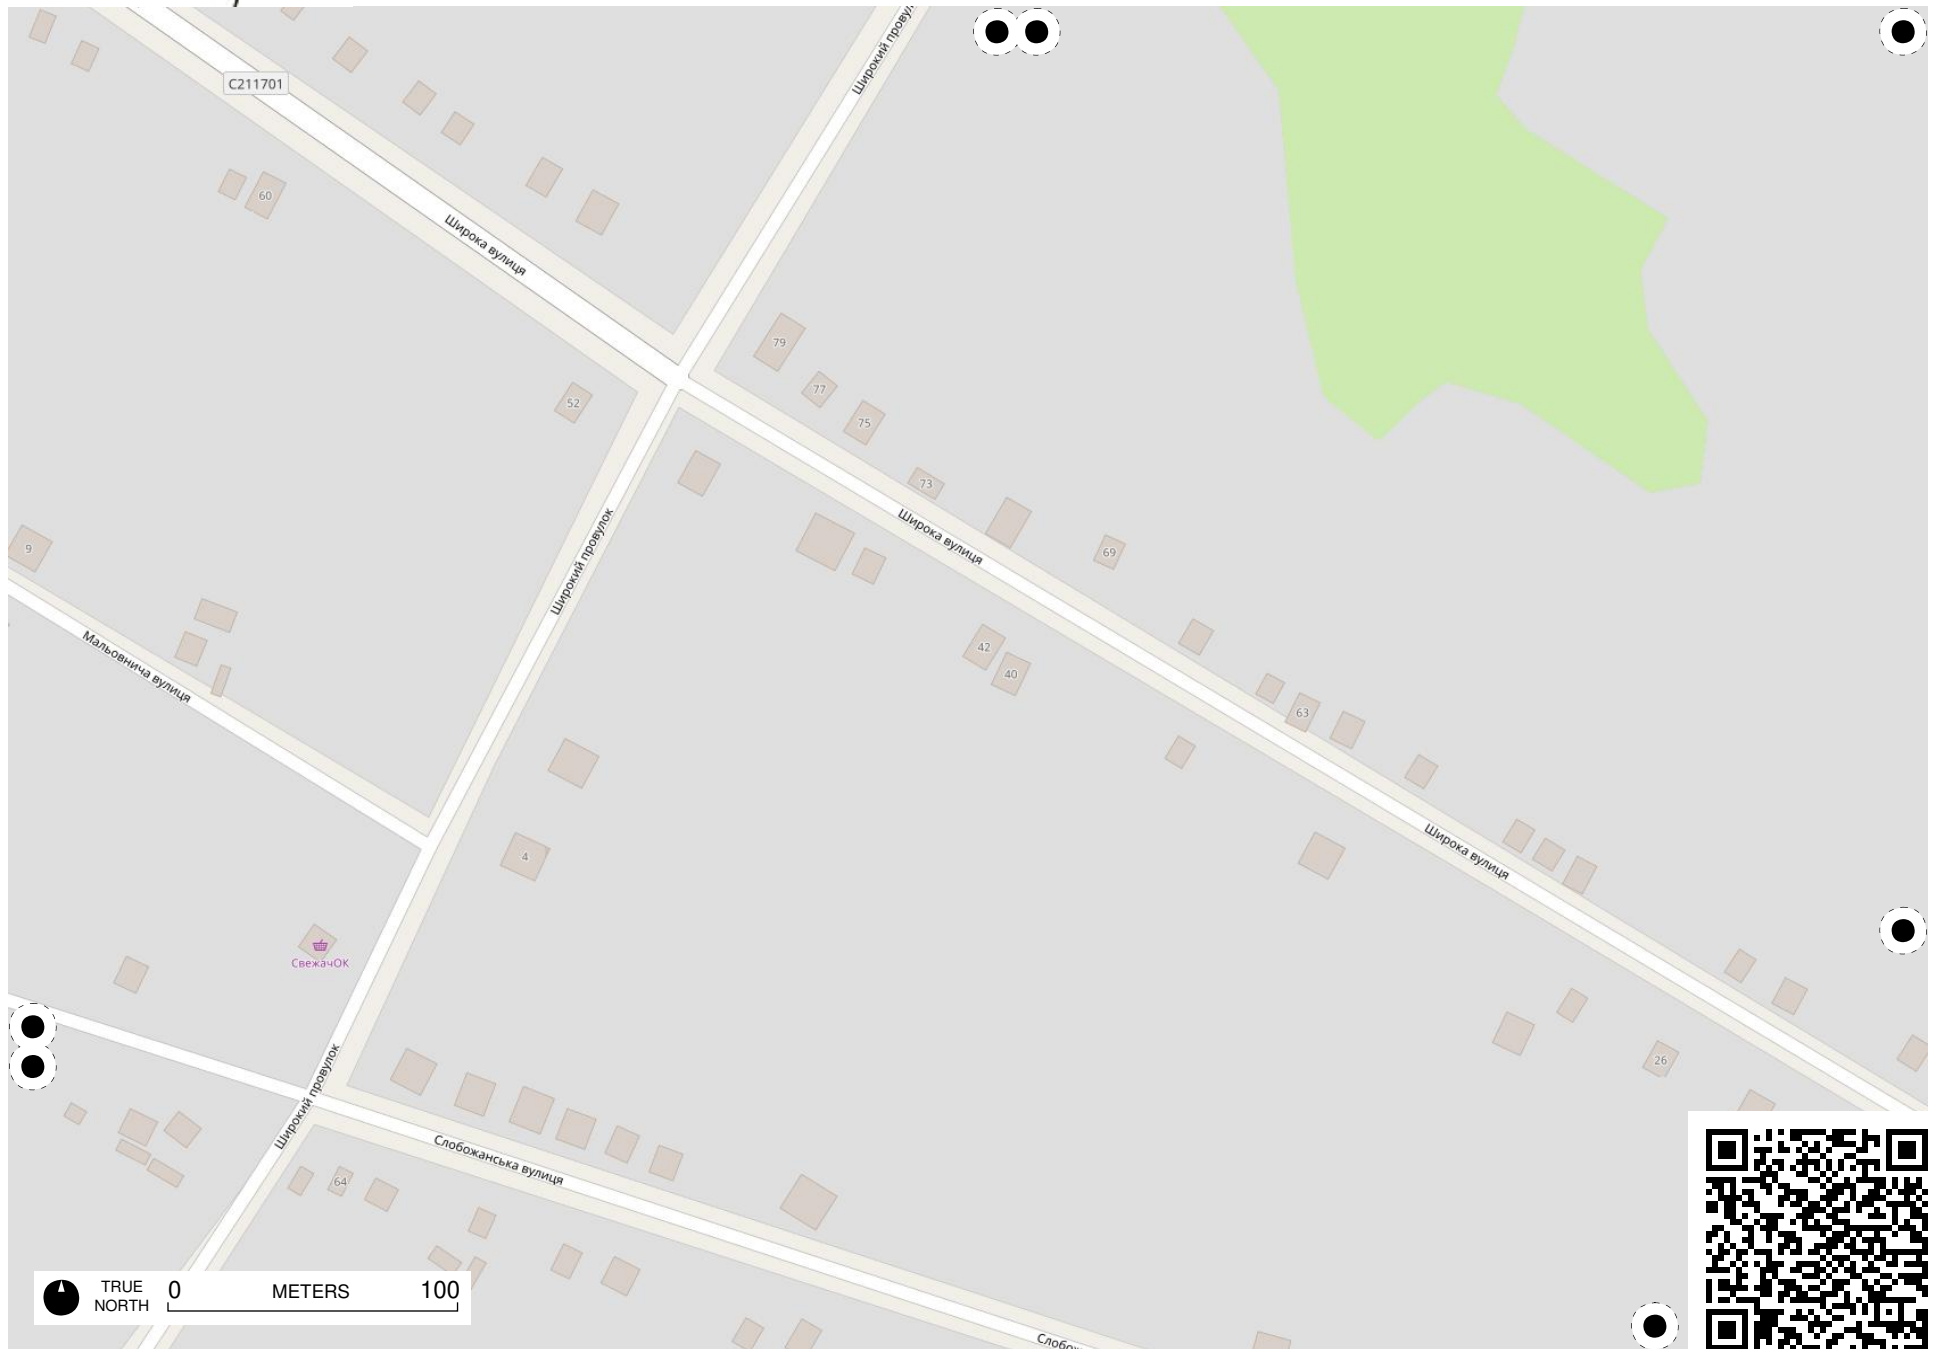 Широкий провул
C211701
60
Широка вулиця
79
77
52
75
73
Широка вулиця
Широкий провулок
9
69
42
40
Мальовнича вулиця
63
Широка вулиця
4
СвежачОК
26
Широкий провулок
Слобожанська вулиця
64
TRUE
NORTH
0 METERS 100
Слобож